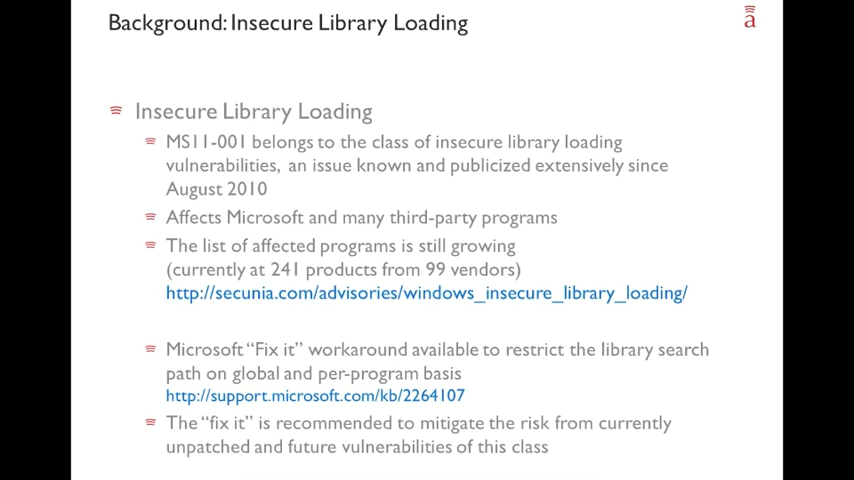 Background: Insecure Library Loading
a
Insecure Library Loading
MS11-001 belongs to the class of insecure library loading
vulnerabilities, an issue known and publicized extensively since
August 2010
Affects Microsoft and many third-party programs
The list of affected programs is still growing
(currently at 241 products from 99 vendors)
http://secunia.com/advisories/windows_insecure_library_loading/
Microsoft “Fix it” workaround available to restrict the library search
path on global and per-program basis
http://support.microsoft.com/kb/2264107
The “fix it” is recommended to mitigate the risk from currently
unpatched and future vulnerabilities of this class